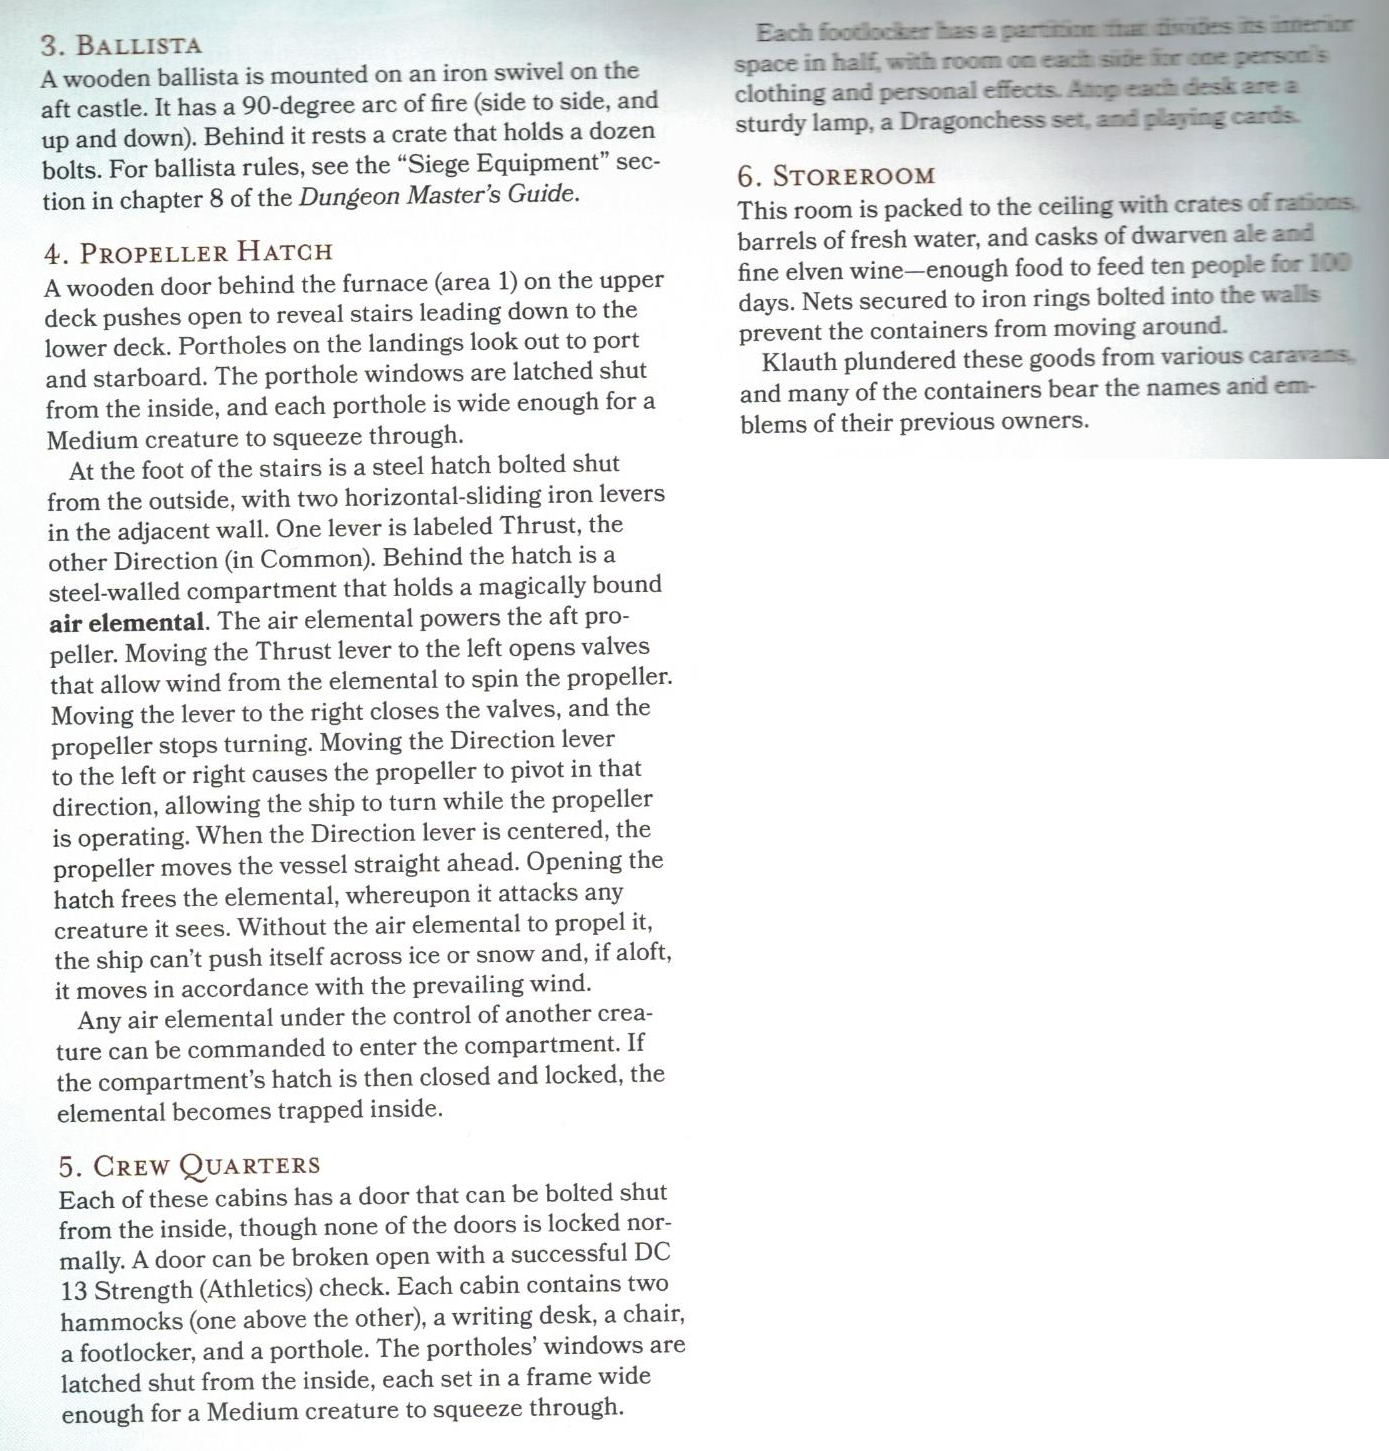 3. BALLISTA
A wooden ballista is mounted on an iron swivel on the
aft castle. It has a 90-degree arc of fire (side to side, and
up and down). Behind it rests a crate that holds a dozen
bolts. For ballista rules, see the “Siege Equipment” sec-
tion in chapter 8 of the Dungeon Master’s Guide.
4. PROPELLER HATCH
A wooden door behind the furnace (area 1) on the upper
deck pushes open to reveal stairs leading down to the
lower deck. Portholes on the landings look out to port
and starboard. The porthole windows are latched shut
from the inside, and each porthole is wide enough for a
Medium creature to squeeze through.
At the foot of the stairs is a steel hatch bolted shut
from the outside, with two horizontal-sliding iron levers
in the adjacent wall. One lever is labeled Thrust, the
other Direction (in Common). Behind the hatch is a
steel-walled compartment that holds a magically bound
air elemental. The air elemental powers the aft pro-
peller. Moving the Thrust lever to the left opens valves
that allow wind from the elemental to spin the propeller.
Moving the lever to the right closes the valves, and the
propeller stops turning. Moving the Direction lever
to the left or right causes the propeller to pivot in that
direction, allowing the ship to turn while the propeller
is operating. When the Direction lever is centered, the
propeller moves the vessel straight ahead. Opening the
hatch frees the elemental, whereupon it attacks any
creature it sees. Without the air elemental to propel it,
the ship can’t push itself across ice or snow and, if aloft,
it moves in accordance with the prevailing wind.
Any air elemental under the control of another crea-
ture can be commanded to enter the compartment. If
the compartment’s hatch is then closed and locked, the
elemental becomes trapped inside.
5. CREW QUARTERS
Each of these cabins has a door that can be bolted shut
from the inside, though none of the doors is locked nor-
mally. A door can be broken open with a successful DC
13 Strength (Athletics) check. Each cabin contains two
hammocks (one above the other), a writing desk, a chair,
a footlocker, and a porthole. The portholes’ windows are
latched shut from the inside, each set in a frame wide
enough for a Medium creature to squeeze through.
Each footlocker has a partition that divides its interior
space in half, with room on each side for one person’s
clothing and personal effects. Atop each desk are a
sturdy lamp, a Dragonchess set, and playing cards.
6. STOREROOM
This room is packed to the ceiling with crates of rations,
barrels of fresh water, and casks of dwarven ale and
fine elven wine—enough food to feed ten people for 100
days. Nets secured to iron rings bolted into the walls
prevent the containers from moving around.
Klauth plundered these goods from various caravans,
and many of the containers bear the names and em-
blems of their previous owners.